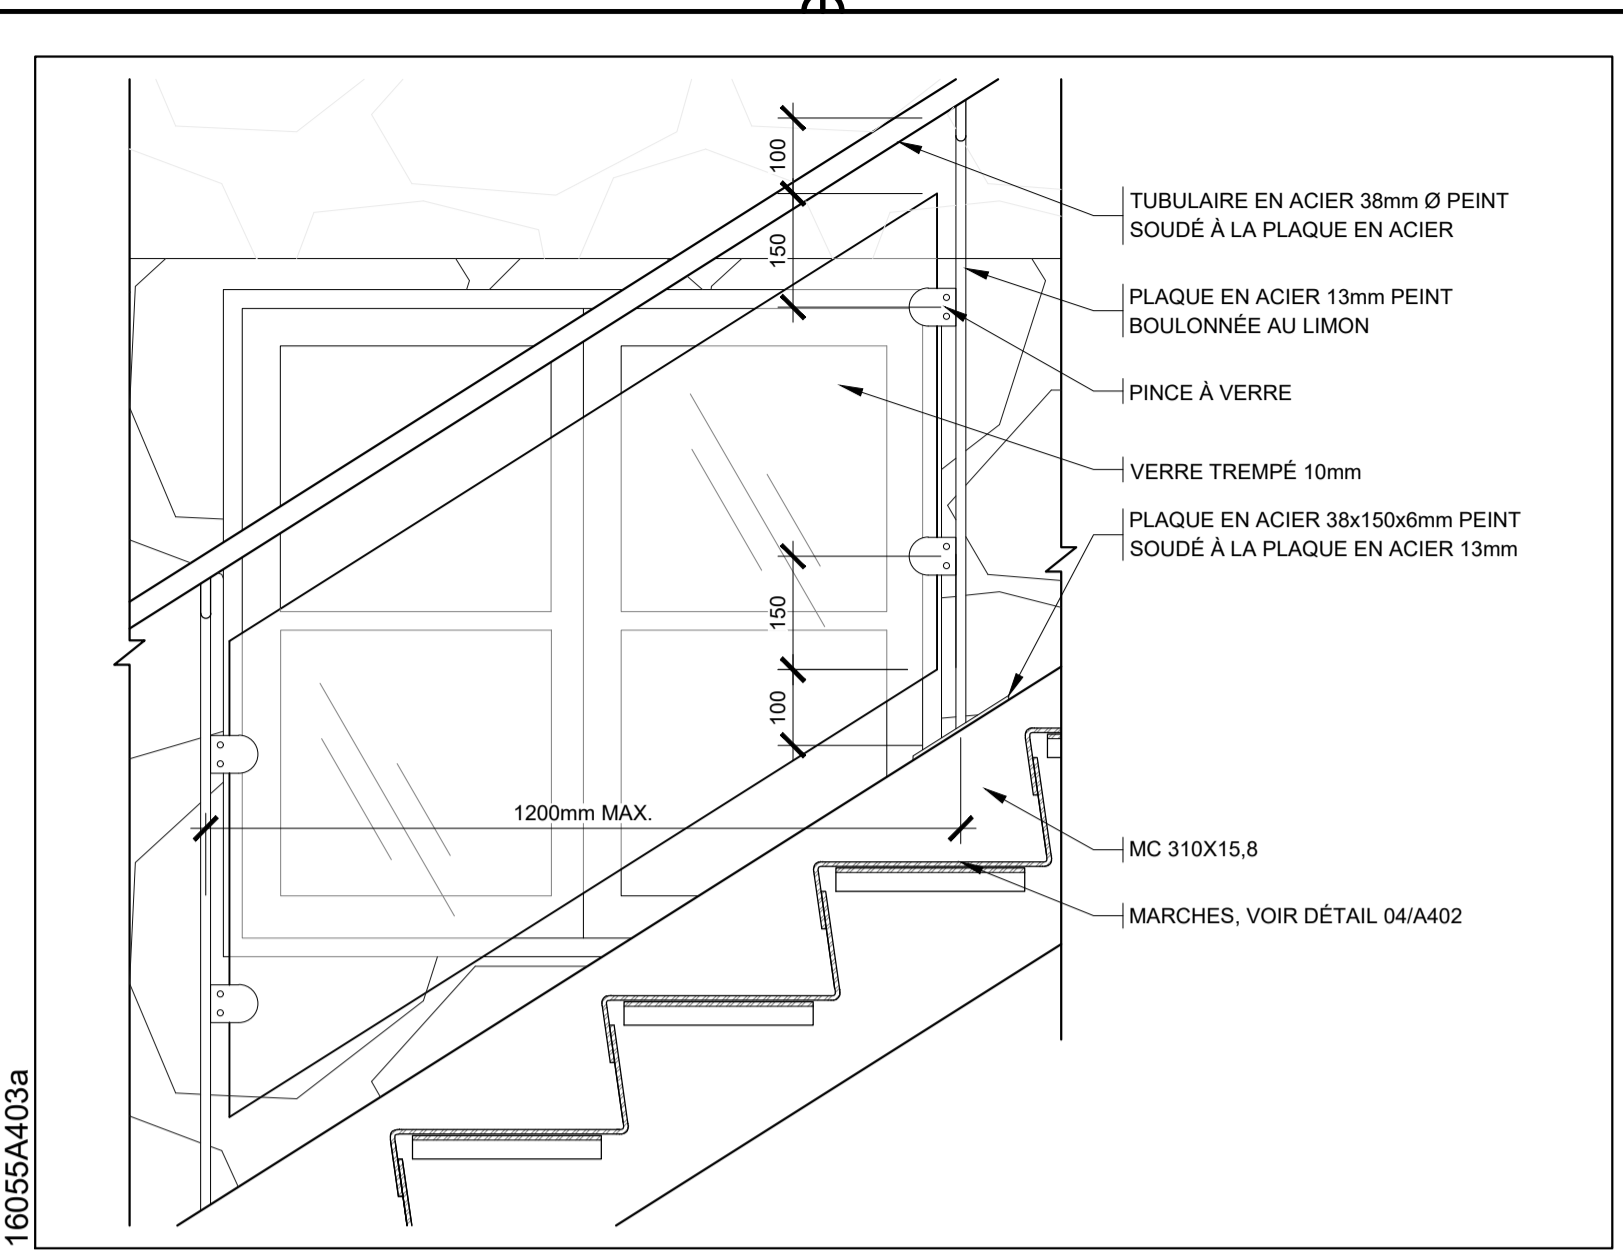 100
150
TUBULAIRE EN ACIER 38mm Ø PEINT
SOUDÉ À LA PLAQUE EN ACIER
PLAQUE EN ACIER 13mm PEINT
BOULONNÉE AU LIMON
PINCE À VERRE
VERRE TREMPÉ 10mm
PLAQUE EN ACIER 38x150x6mm PEINT
SOUDÉ À LA PLAQUE EN ACIER 13mm
150
100
1200mm MAX.
MC 310X15,8
MARCHES, VOIR DÉTAIL 04/A402
16055A403a